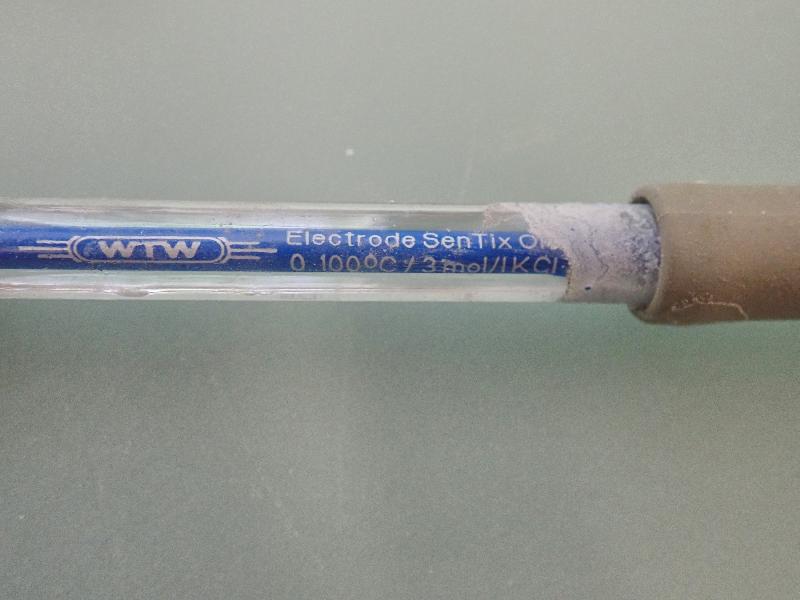 WTW
Electrode SenTix
0 100°C / 3 mol/l KCl